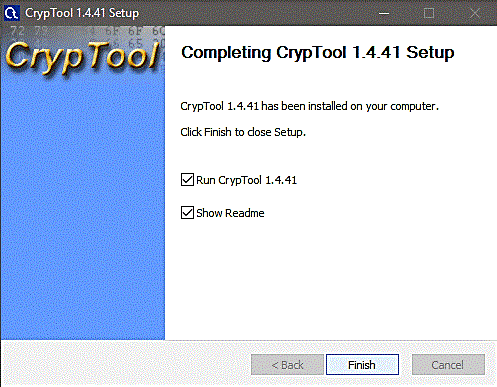 CrypTool 1.4.41 Setup
CrypTool
Completing CrypTool 1.4.41 Setup
CrypTool 1.4.41 has been installed on your computer.
Click Finish to close Setup.
Run CrypTool 1.4.41
Show Readme
< Back
Finish
Cancel